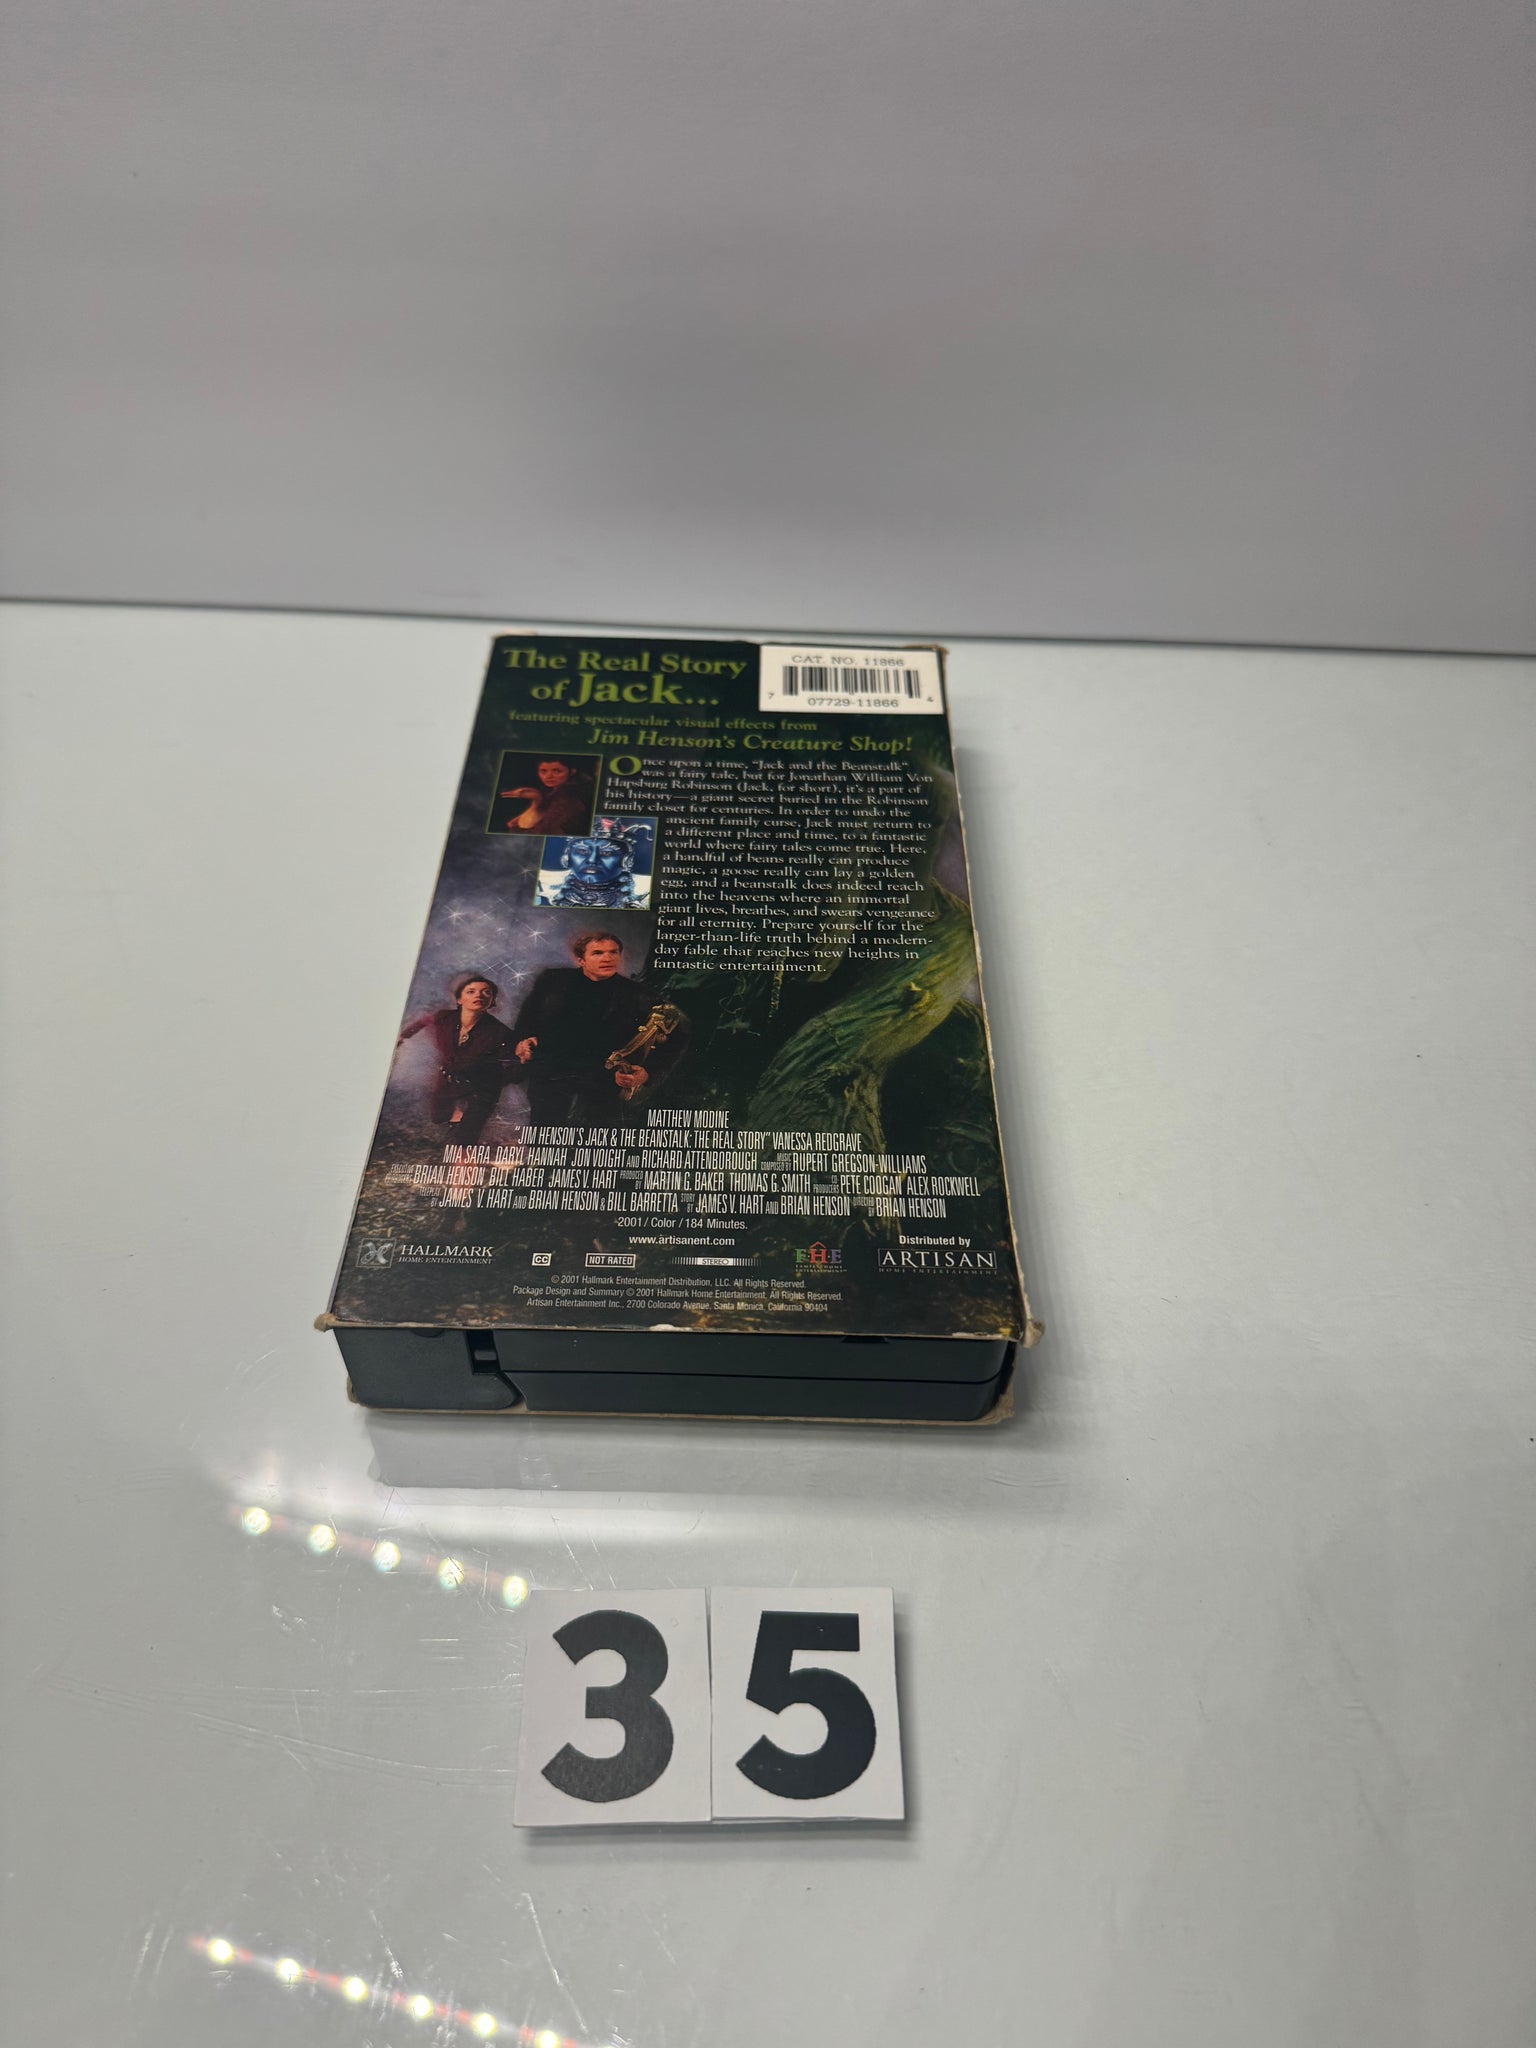 The Real Story
of Jack...
CAT. NO. 11866
7
07729-11866
4
featuring spectacular visual effects from
Jim Henson's Creature Shop!
Once upon a time, "Jack and the Beanstalk"
was a fairy tale, but for Jonathan William Von
Hapsburg Robinson (Jack, for short), it's a part of
his history—a giant secret buried in the Robinson
family closet for centuries. In order to undo the
ancient family curse, Jack must return to
a different place and time, to a fantastic
world where fairy tales come true. Here,
a handful of beans really can produce
magic, a goose really can lay a golden
egg, and a beanstalk does indeed reach
into the heavens where an immortal
giant lives, breathes, and swears vengeance
for all eternity. Prepare yourself for the
larger-than-life truth behind a modern-
day fable that reaches new heights in
fantastic entertainment.
MATTHEW MODINE
"JIM HENSON'S JACK & THE BEANSTALK: THE REAL STORY" VANESSA REDGRAVE
MIA SARA DARYL HANNAH JON VOIGHT AND RICHARD ATTENBOROUGH MUSIC COMPOSED BY RUPERT GREGSON-WILLIAMS
EXECUTIVE PRODUCERS BRIAN HENSON BILL HABER JAMES V. HART PRODUCED BY MARTIN G. BAKER THOMAS G. SMITH CO-PRODUCERS PETE COOGAN ALEX ROCKWELL
TELEPLAY BY JAMES V. HART AND BRIAN HENSON & BILL BARRETTA STORY BY JAMES V. HART AND BRIAN HENSON DIRECTED BY BRIAN HENSON
2001 / Color / 184 Minutes.
www.artisanent.com
HALLMARK
HOME ENTERTAINMENT
CC
NOT RATED
STEREO
FHE
FAMILY HOME
ENTERTAINMENT™
Distributed by
ARTISAN
HOME ENTERTAINMENT
© 2001 Hallmark Entertainment Distribution, LLC. All Rights Reserved.
Package Design and Summary © 2001 Hallmark Home Entertainment. All Rights Reserved.
Artisan Entertainment Inc., 2700 Colorado Avenue, Santa Monica, California 90404
35